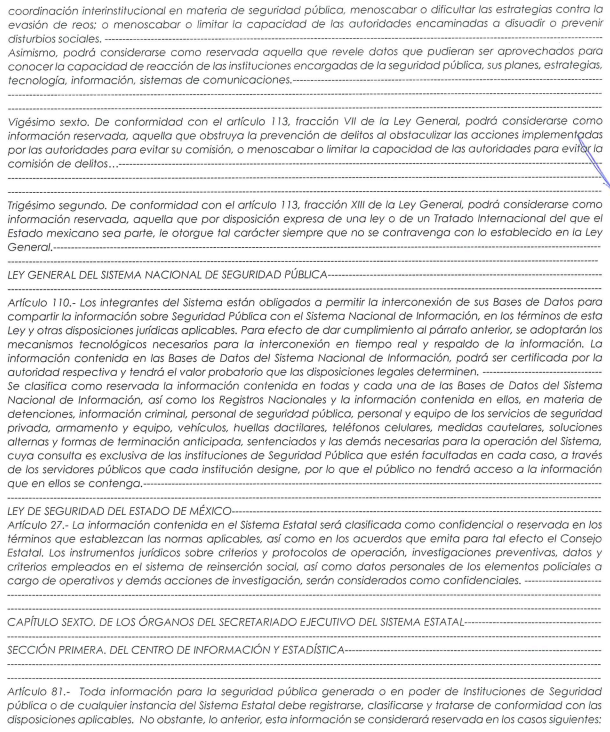 coordinación interinstitucional en materia de seguridad pública, menoscabar o dificultar las estrategias contra la
evasión de reos; o menoscabar o limitar la capacidad de las autoridades encaminadas a disuadir o prevenir
disturbios sociales. ---
Asimismo, podrá considerarse como reservada aquella que revele datos que pudieran ser aprovechados para
conocer la capacidad de reacción de las instituciones encargadas de la seguridad pública, sus planes, estrategias,
tecnología, información, sistemas de comunicaciones.---
Vigésimo sexto. De conformidad con el artículo 113, fracción VII de la Ley General, podrá considerarse como
información reservada, aquella que obstruya la prevención de delitos al obstaculizar las acciones implementadas
por las autoridades para evitar su comisión, o menoscabar o limitar la capacidad de las autoridades para evitar la
comisión de delitos…---
Trigésimo segundo. De conformidad con el artículo 113, fracción XIII de la Ley General, podrá considerarse como
información reservada, aquella que por disposición expresa de una ley o de un Tratado Internacional del que el
Estado mexicano sea parte, le otorgue tal carácter siempre que no se contravenga con lo establecido en la Ley
General.---
LEY GENERAL DEL SISTEMA NACIONAL DE SEGURIDAD PÚBLICA---
Artículo 110.- Los integrantes del Sistema están obligados a permitir la interconexión de sus Bases de Datos para
compartir la información sobre Seguridad Pública con el Sistema Nacional de Información, en los términos de esta
Ley y otras disposiciones jurídicas aplicables. Para efecto de dar cumplimiento al párrafo anterior, se adoptarán los
mecanismos tecnológicos necesarios para la interconexión en tiempo real y respaldo de la información. La
información contenida en las Bases de Datos del Sistema Nacional de Información, podrá ser certificada por la
autoridad respectiva y tendrá el valor probatorio que las disposiciones legales determinen. ---
Se clasifica como reservada la información contenida en todas y cada una de las Bases de Datos del Sistema
Nacional de Información, así como los Registros Nacionales y la información contenida en ellos, en materia de
detenciones, información criminal, personal de seguridad pública, personal y equipo de los servicios de seguridad
privada, armamento y equipo, vehículos, huellas dactilares, teléfonos celulares, medidas cautelares, soluciones
alternas y formas de terminación anticipada, sentenciados y las demás necesarias para la operación del Sistema,
cuya consulta es exclusiva de las instituciones de Seguridad Pública que estén facultadas en cada caso, a través
de los servidores públicos que cada institución designe, por lo que el público no tendrá acceso a la información
que en ellos se contenga.---
LEY DE SEGURIDAD DEL ESTADO DE MÉXICO---
Artículo 27.- La información contenida en el Sistema Estatal será clasificada como confidencial o reservada en los
términos que establezcan las normas aplicables, así como en los acuerdos que emita para tal efecto el Consejo
Estatal. Los instrumentos jurídicos sobre criterios y protocolos de operación, investigaciones preventivas, datos y
criterios empleados en el sistema de reinserción social, así como datos personales de los elementos policiales a
cargo de operativos y demás acciones de investigación, serán considerados como confidenciales. ---
CAPÍTULO SEXTO. DE LOS ÓRGANOS DEL SECRETARIADO EJECUTIVO DEL SISTEMA ESTATAL---
SECCIÓN PRIMERA. DEL CENTRO DE INFORMACIÓN Y ESTADÍSTICA---
Artículo 81.- Toda información para la seguridad pública generada o en poder de Instituciones de Seguridad
pública o de cualquier instancia del Sistema Estatal debe registrarse, clasificarse y tratarse de conformidad con las
disposiciones aplicables. No obstante, lo anterior, esta información se considerará reservada en los casos siguientes: